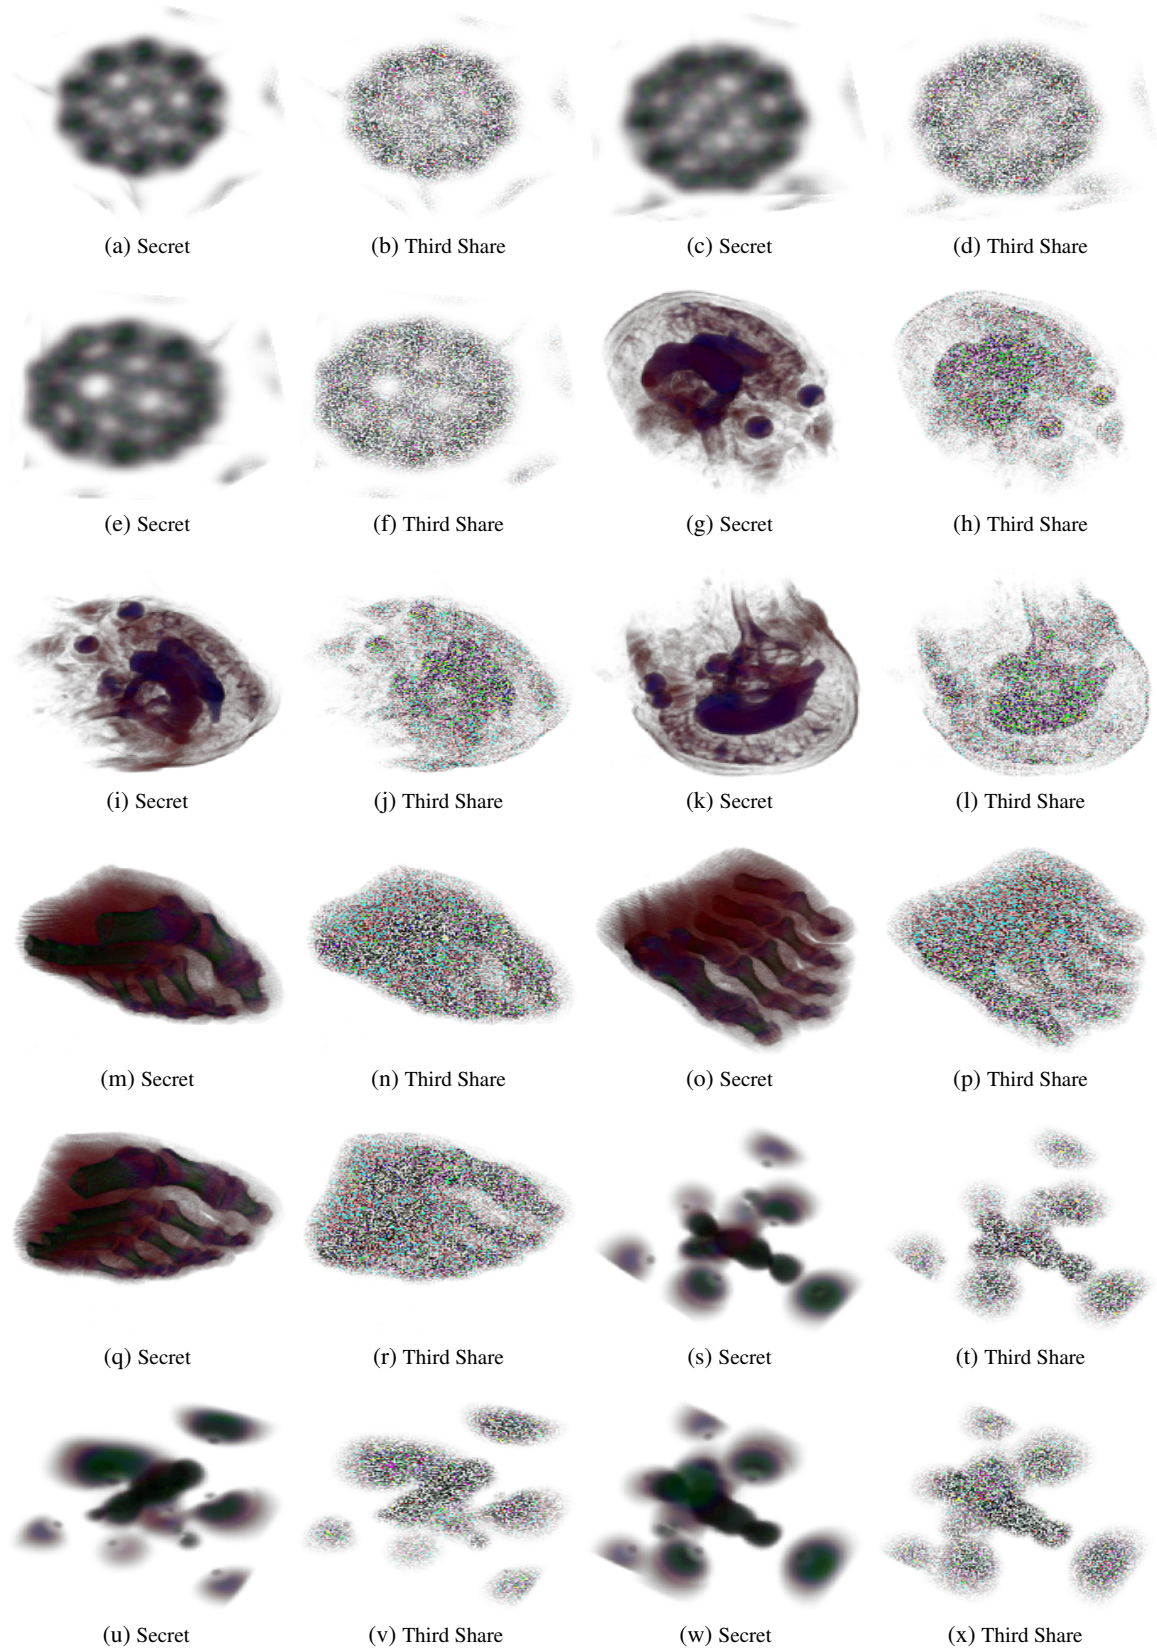 (a) Secret (b) Third Share (c) Secret (d) Third Share
(e) Secret (f) Third Share (g) Secret (h) Third Share
(i) Secret (j) Third Share (k) Secret (l) Third Share
(m) Secret (n) Third Share (o) Secret (p) Third Share
(q) Secret (r) Third Share (s) Secret (t) Third Share
(u) Secret (v) Third Share (w) Secret (x) Third Share